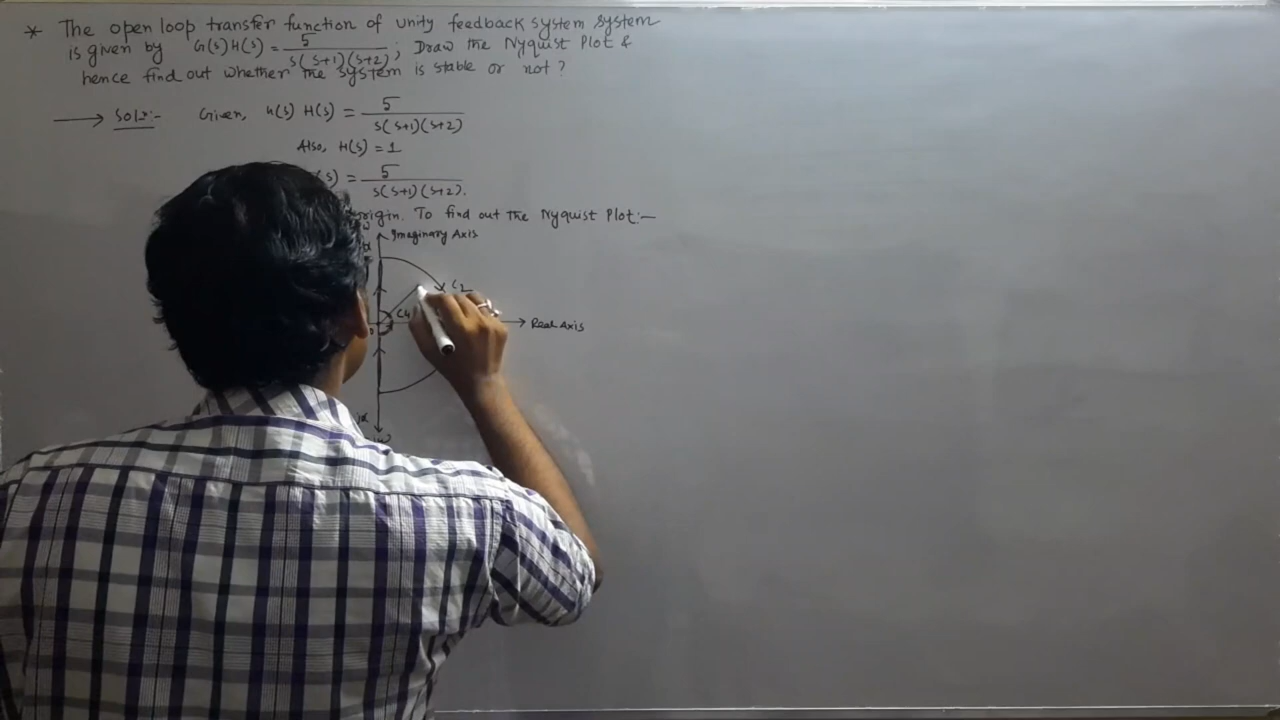 * The open loop transfer function of unity feedback system system
is given by G(s)H(s) = 5 / s(s+1)(s+2) ; Draw the Nyquist Plot &
hence find out whether the system is stable or not ?
→ Soln:- Given, G(s) H(s) = 5 / s(s+1)(s+2)
Also, H(s) = 1
(s) = 5 / s(s+1)(s+2).
origin. To find out the Nyquist Plot:-
Imaginary Axis
C2
C4
0
Real Axis